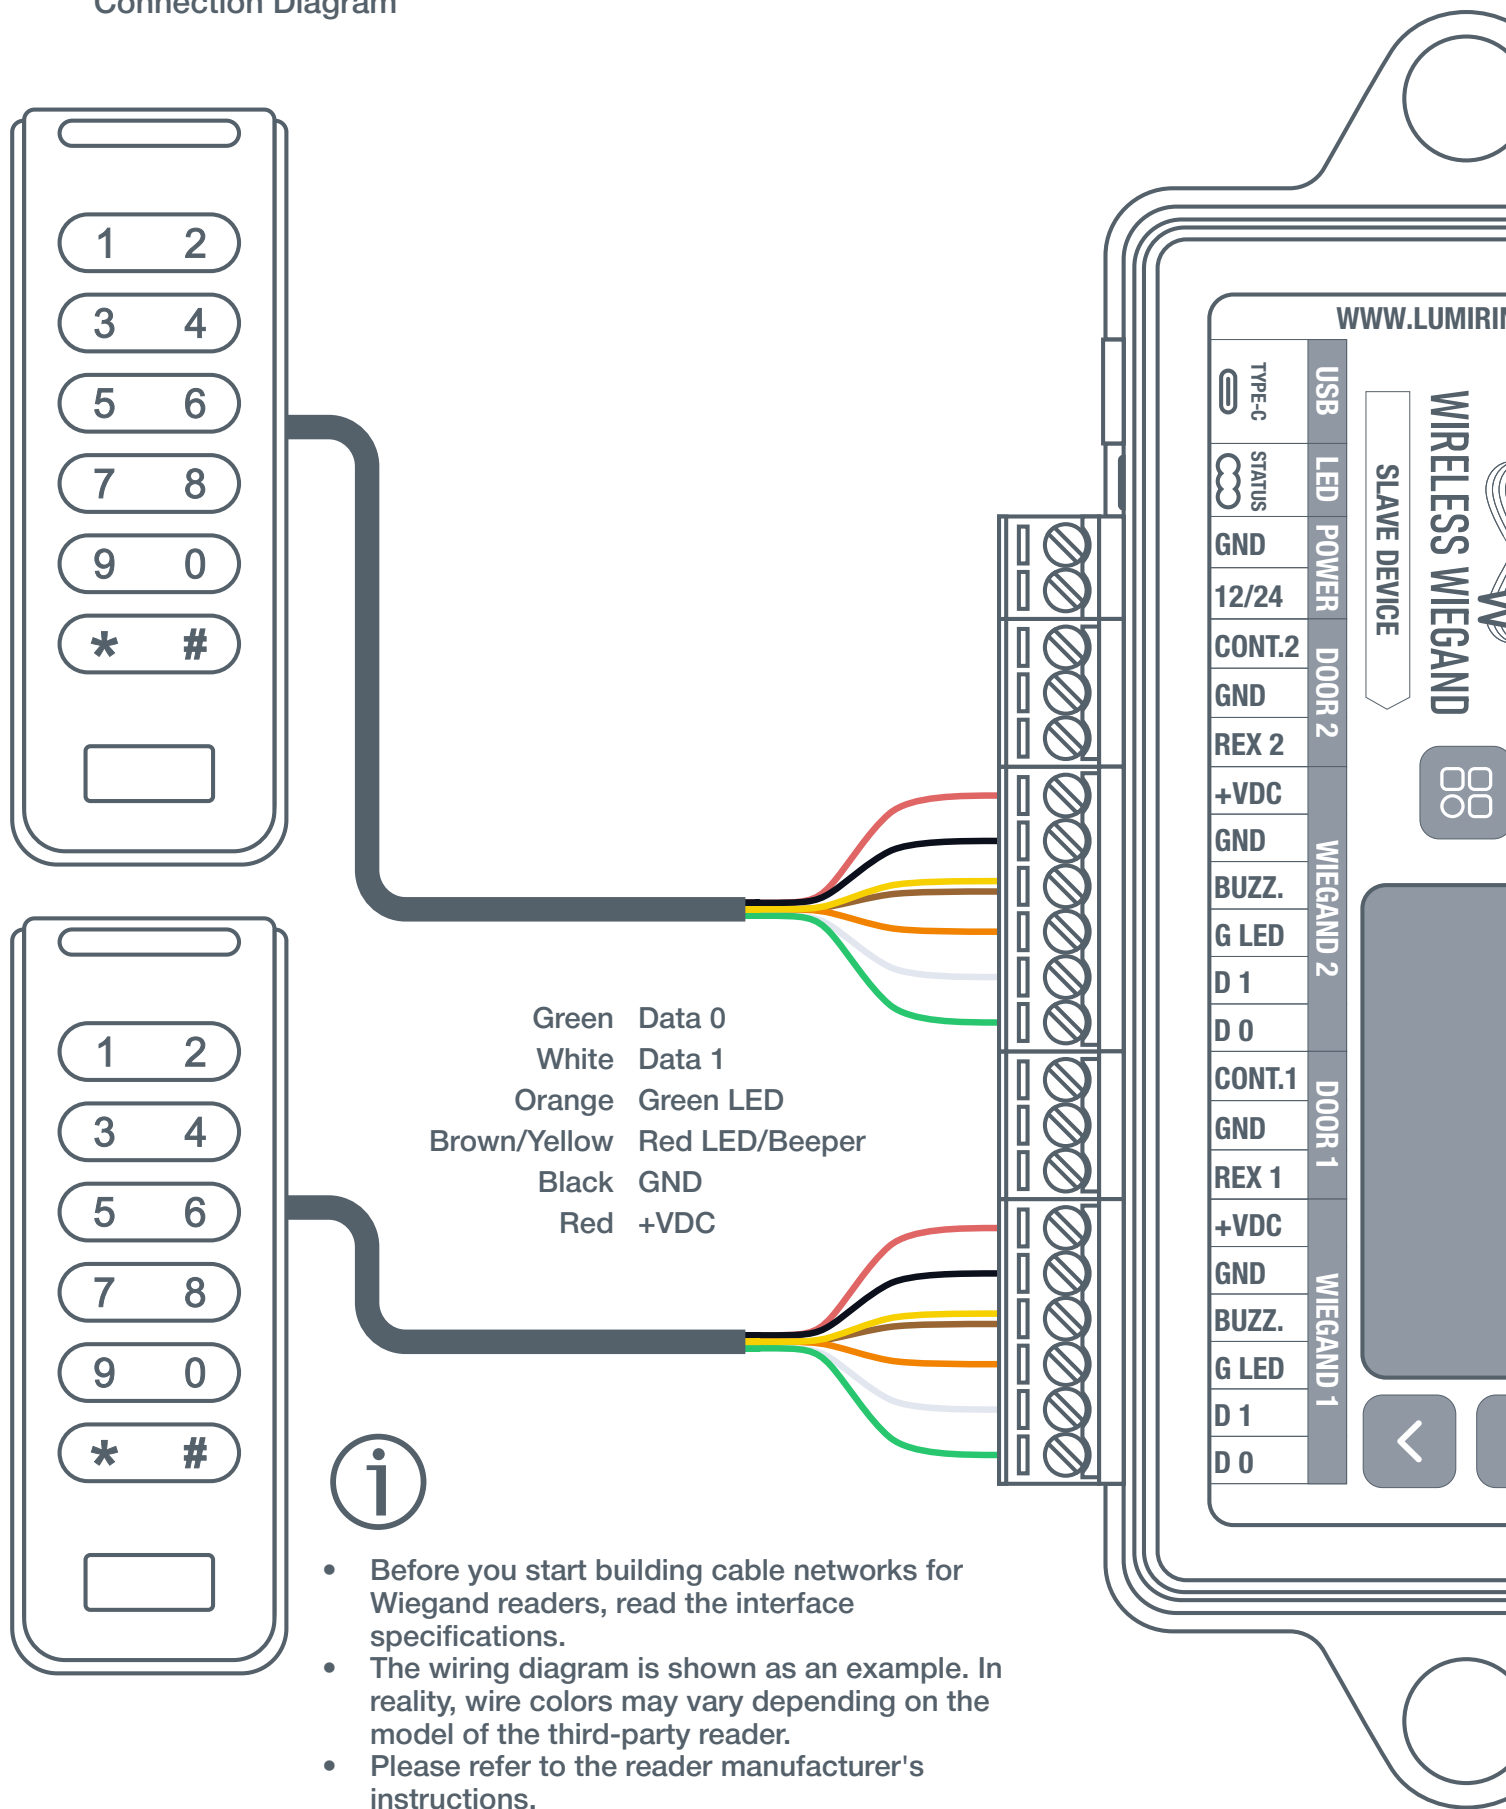 Connection Diagram
1 2
3 4
5 6
7 8
9 0
* #
1 2
3 4
5 6
7 8
9 0
* #
Green Data 0
White Data 1
Orange Green LED
Brown/Yellow Red LED/Beeper
Black GND
Red +VDC
i
• Before you start building cable networks for
Wiegand readers, read the interface
specifications.
• The wiring diagram is shown as an example. In
reality, wire colors may vary depending on the
model of the third-party reader.
• Please refer to the reader manufacturer's
instructions.
TYPE-C
USB
STATUS
LED
GND
12/24
POWER
CONT.2
GND
REX 2
DOOR 2
+VDC
GND
BUZZ.
G LED
D 1
D 0
WIEGAND 2
CONT.1
GND
REX 1
DOOR 1
+VDC
GND
BUZZ.
G LED
D 1
D 0
WIEGAND 1
SLAVE DEVICE
WIRELESS WIEGAND